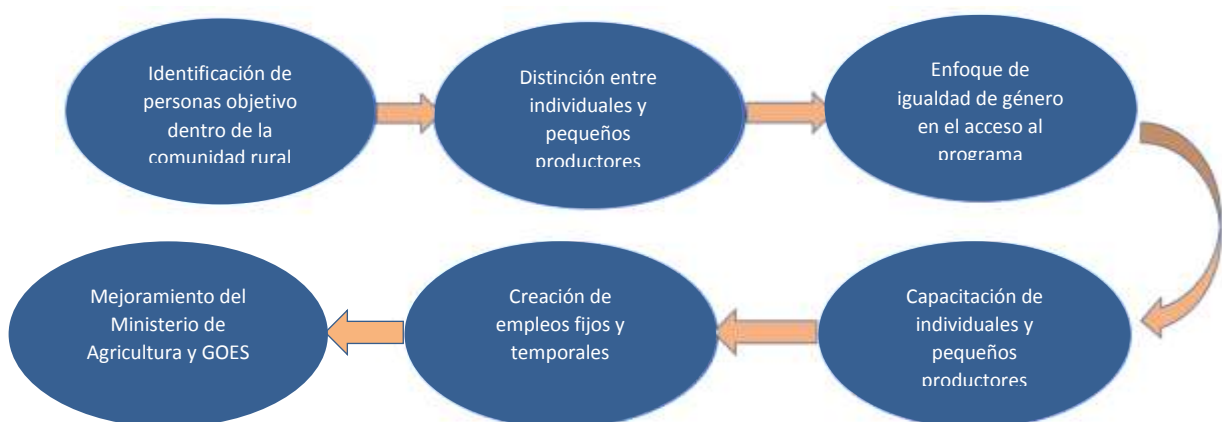 Identificación de
personas objetivo
dentro de la
comunidad rural
Distinción entre
individuales y
pequeños
productores
Enfoque de
igualdad de género
en el acceso al
programa
Capacitación de
individuales y
pequeños
productores
Creación de
empleos fijos y
temporales
Mejoramiento del
Ministerio de
Agricultura y GOES